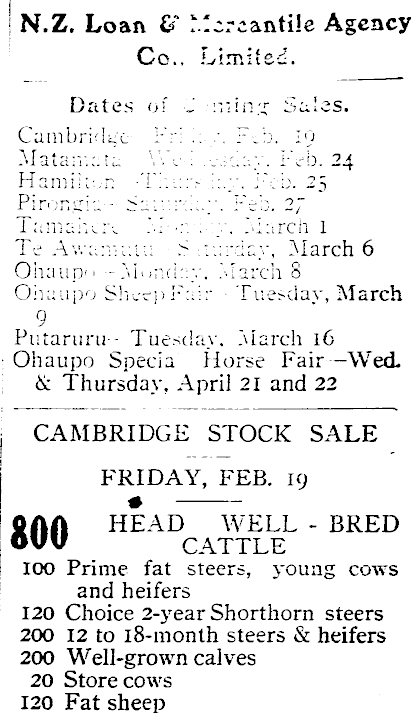 N.Z. Loan & Mercantile Agency
Co., Limited.
Dates of Coming Sales.
Cambridge—Friday, Feb. 19
Matamata—Wednesday, Feb. 24
Hamilton—Thursday, Feb. 25
Pirongia—Saturday, Feb. 27
Tamahere—Monday, March 1
Te Awamutu—Saturday, March 6
Ohaupo—Monday, March 8
Ohaupo Sheep Fair—Tuesday, March
9
Putaruru—Tuesday, March 16
Ohaupo Specia Horse Fair—Wed.
& Thursday, April 21 and 22
CAMBRIDGE STOCK SALE
FRIDAY, FEB. 19
800 HEAD WELL-BRED
CATTLE
100 Prime fat steers, young cows
and heifers
120 Choice 2-year Shorthorn steers
200 12 to 18-month steers & heifers
200 Well-grown calves
20 Store cows
120 Fat sheep